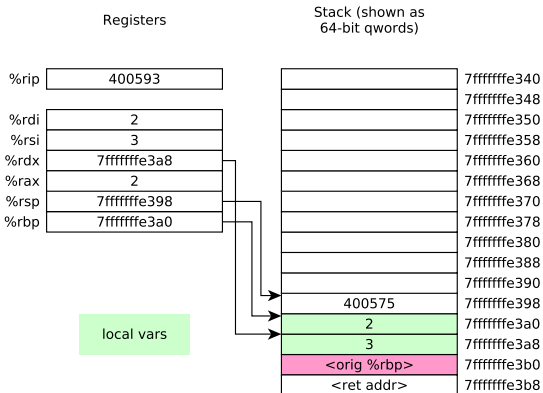 Registers
Stack (shown as
64-bit qwords)
%rip 400593
%rdi 2
%rsi 3
%rdx 7fffffffe3a8
%rax 2
%rsp 7fffffffe398
%rbp 7fffffffe3a0
local vars
7fffffffe340
7fffffffe348
7fffffffe350
7fffffffe358
7fffffffe360
7fffffffe368
7fffffffe370
7fffffffe378
7fffffffe380
7fffffffe388
7fffffffe390
400575 7fffffffe398
2 7fffffffe3a0
3 7fffffffe3a8
<orig %rbp> 7fffffffe3b0
<ret addr> 7fffffffe3b8